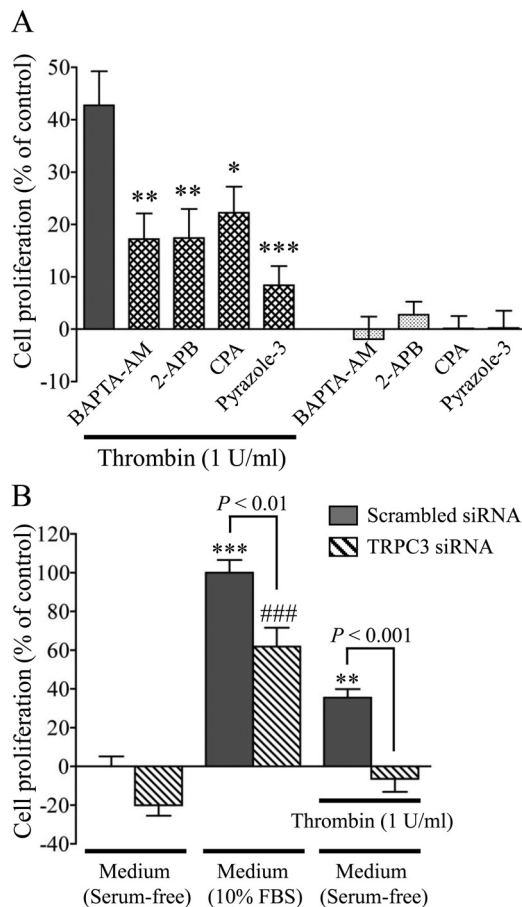 A
Cell proliferation (% of control)
50
40
30
20
10
0
-10
** ** * ***
BAPTA-AM 2-APB CPA Pyrazole-3 BAPTA-AM 2-APB CPA Pyrazole-3
Thrombin (1 U/ml)
B
Cell proliferation (% of control)
120
100
80
60
40
20
0
-20
-40
Scrambled siRNA
TRPC3 siRNA
P < 0.01
***
###
P < 0.001
**
Thrombin (1 U/ml)
Medium Medium Medium
(Serum-free) (10% FBS) (Serum-free)